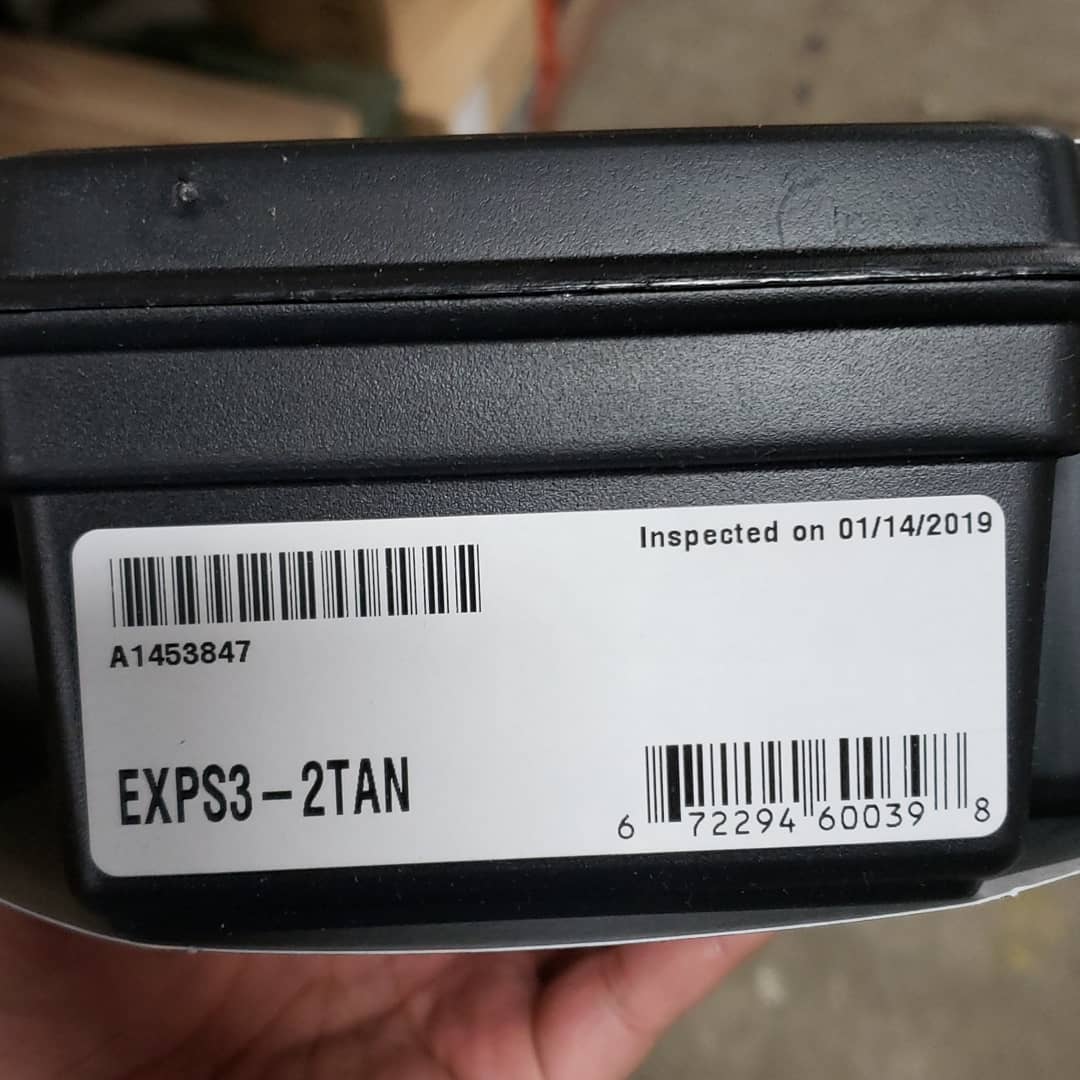 Inspected on 01/14/2019
A1453847
EXPS3-2TAN
6 72294 60039 8